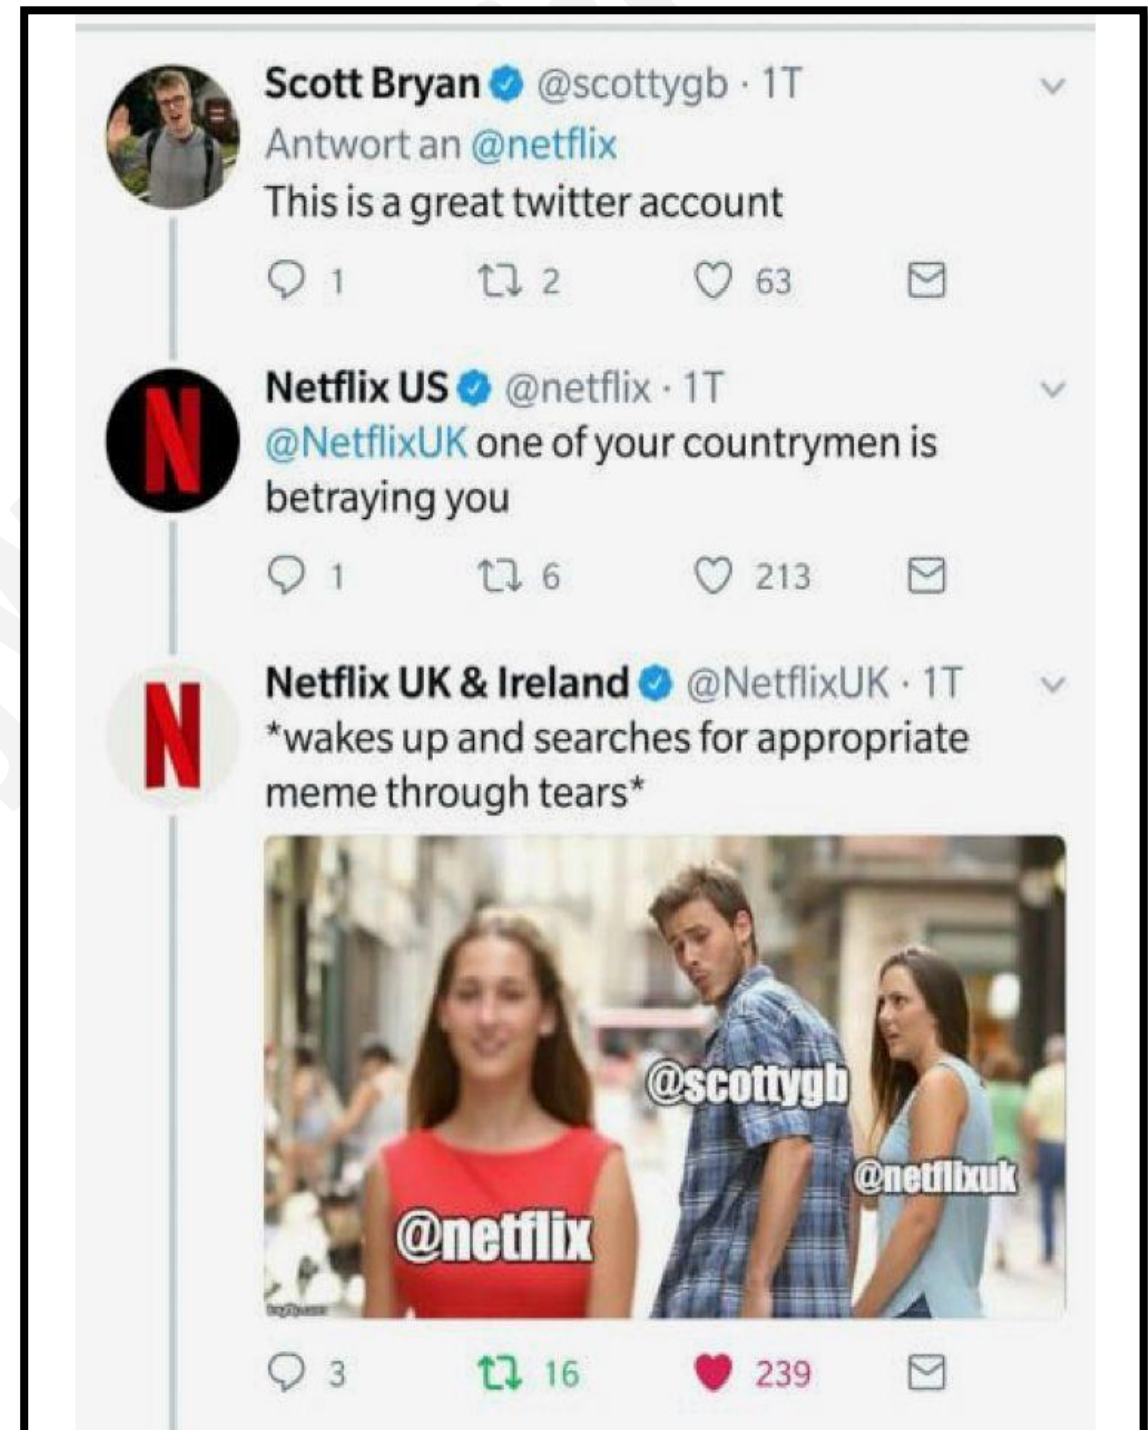 Scott Bryan @scottygb · 1T
Antwort an @netflix
This is a great twitter account
1 2 63
Netflix US @netflix · 1T
@NetflixUK one of your countrymen is
betraying you
1 6 213
Netflix UK & Ireland @NetflixUK · 1T
*wakes up and searches for appropriate
meme through tears*
@scottygb
@netflixuk
@netflix
imgflip.com
3 16 239